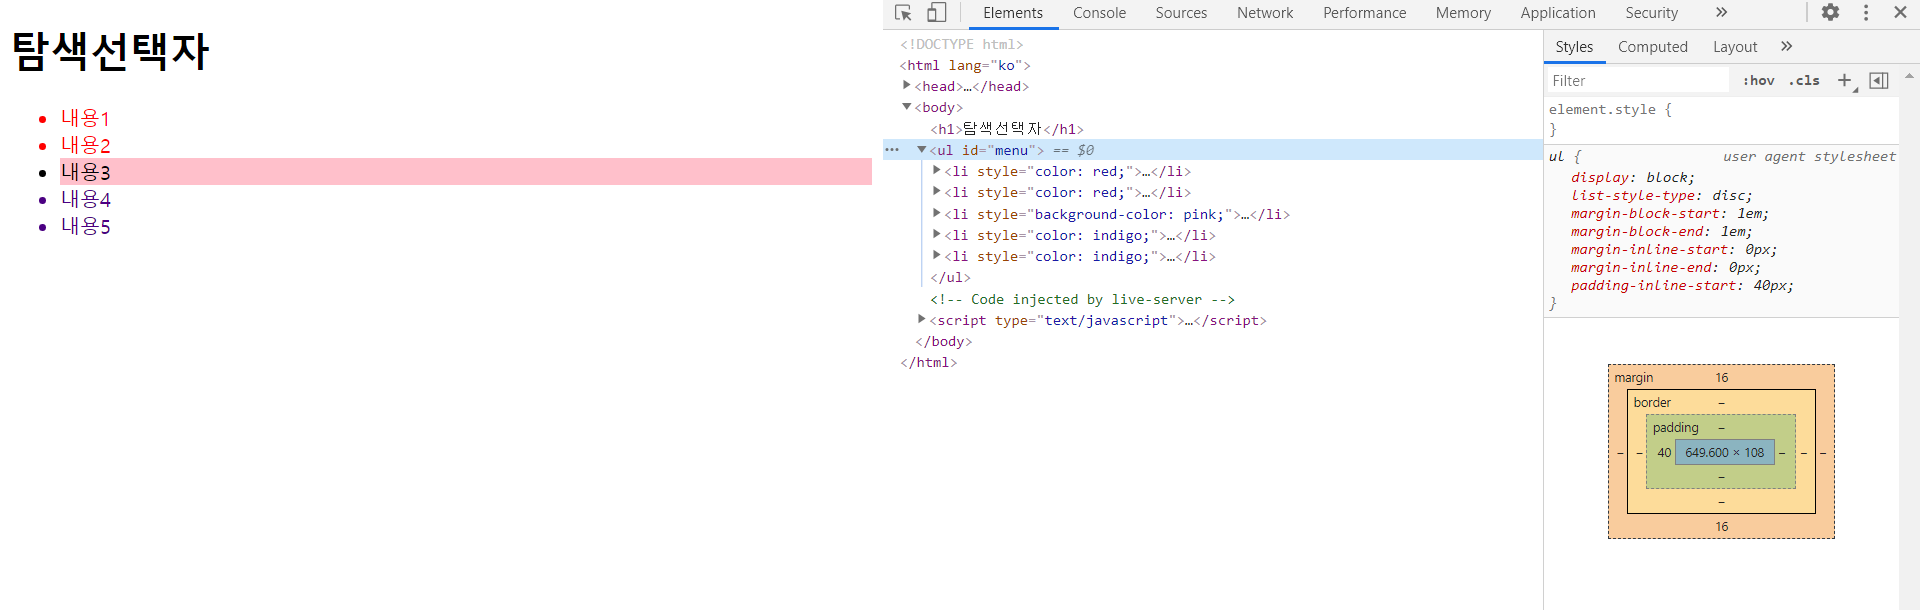 탐색선택자
내용1
내용2
내용3
내용4
내용5
Elements Console Sources Network Performance Memory Application Security »
<!DOCTYPE html>
<html lang="ko">
<head>…</head>
<body>
<h1>탐색선택자</h1>
… <ul id="menu"> == $0
<li style="color: red;">…</li>
<li style="color: red;">…</li>
<li style="background-color: pink;">…</li>
<li style="color: indigo;">…</li>
<li style="color: indigo;">…</li>
</ul>
<!-- Code injected by live-server -->
<script type="text/javascript">…</script>
</body>
</html>
Styles Computed Layout »
Filter :hov .cls +
element.style {
}
ul { user agent stylesheet
display: block;
list-style-type: disc;
margin-block-start: 1em;
margin-block-end: 1em;
margin-inline-start: 0px;
margin-inline-end: 0px;
padding-inline-start: 40px;
}
margin 16
border –
padding –
– – 40 649.600 × 108 – – –
–
–
16